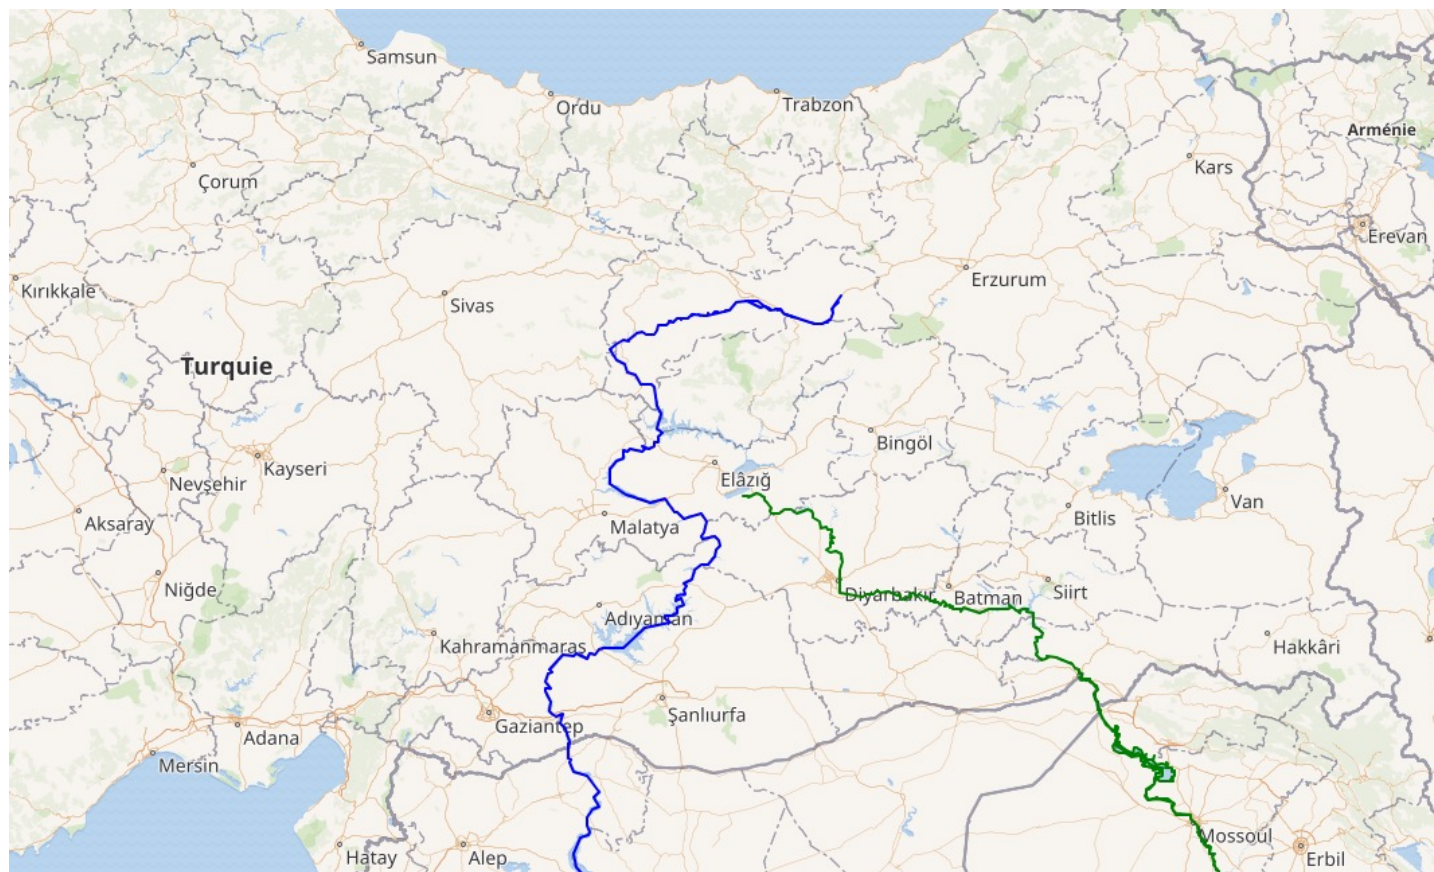 Samsun
Ordu
Trabzon
Arménie
Çorum
Kars
Erevan
Kırıkkale
Sivas
Erzurum
Turquie
Kayseri
Bingöl
Nevşehir
Elâzığ
Van
Aksaray
Malatya
Bitlis
Niğde
Diyarbakır
Batman
Siirt
Adıyaman
Kahramanmaraş
Hakkâri
Gaziantep
Şanlıurfa
Adana
Mersin
Mossoul
Hatay
Alep
Erbil